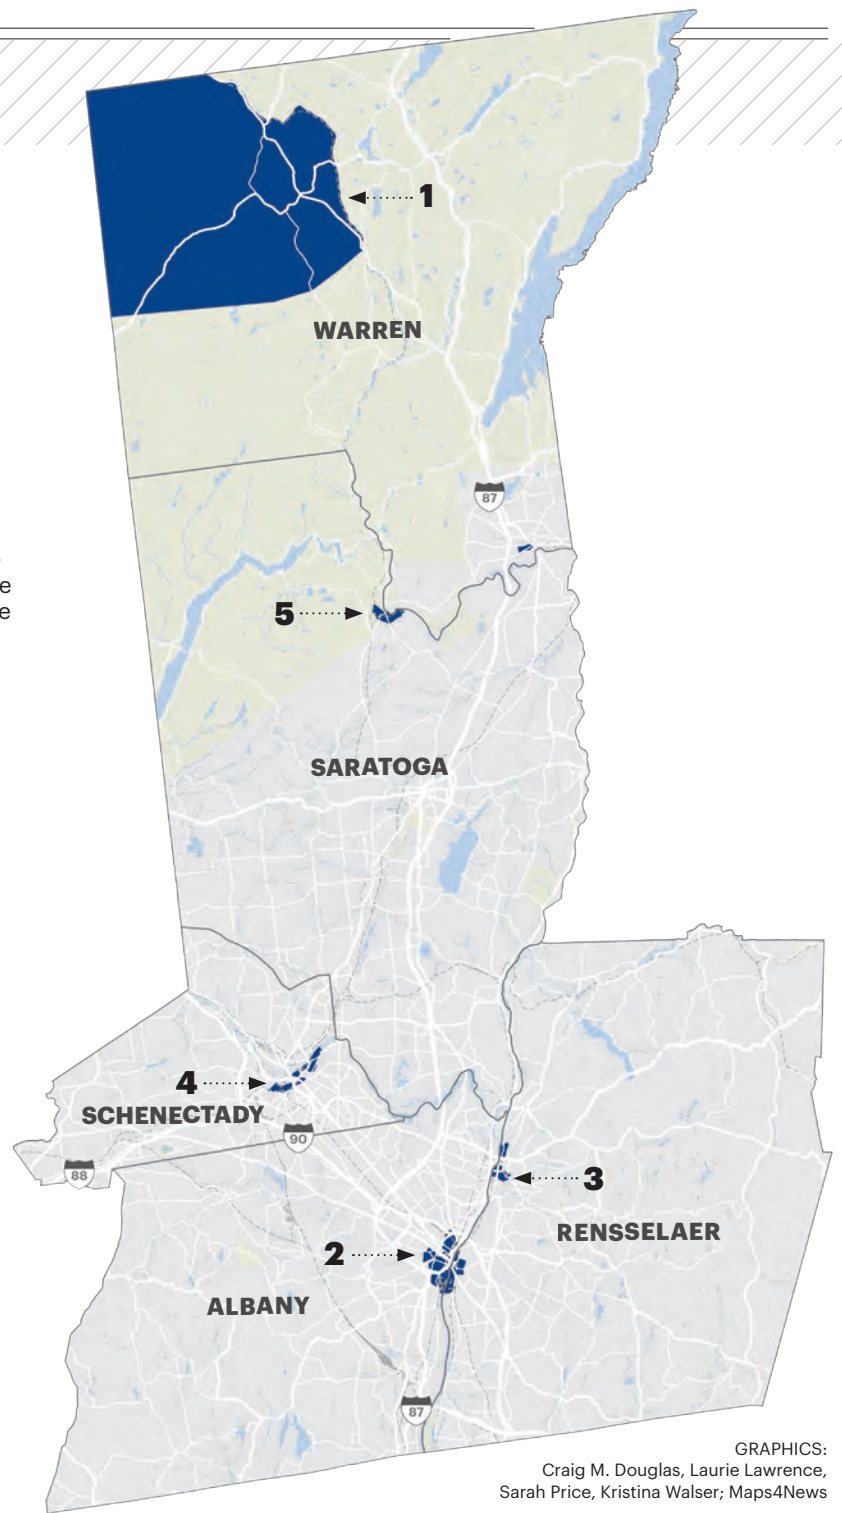 1
WARREN
87
e
5
e
SARATOGA
4
SCHENECTADY
90
88
3
RENSSELAER
2
ALBANY
87
GRAPHICS:
Craig M. Douglas, Laurie Lawrence,
Sarah Price, Kristina Walser; Maps4News